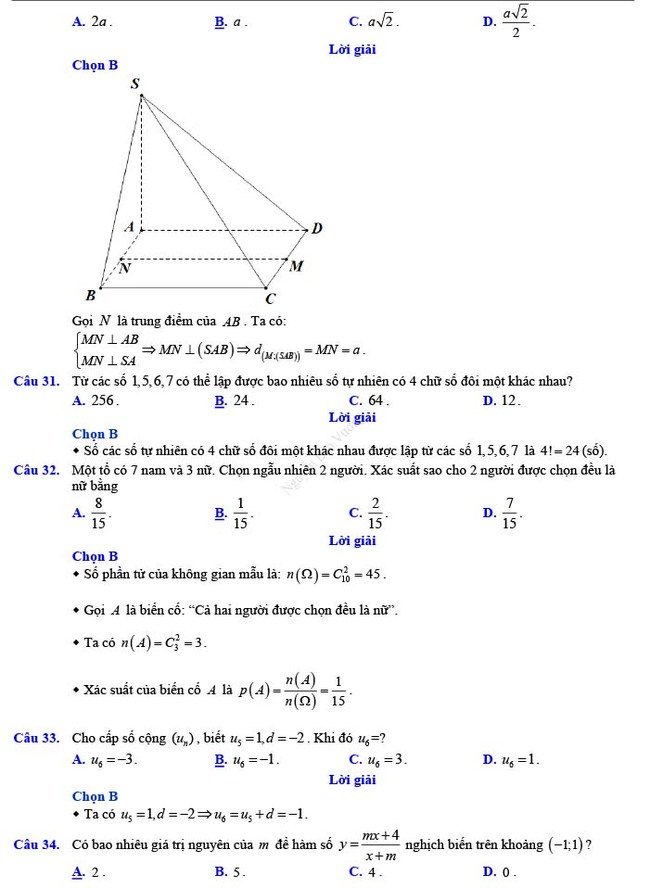 A. 2a . B. a . C. a√2 . D. a√2/2 .
Lời giải
Chọn B
S
A
D
N
M
B
C
Gọi N là trung điểm của AB . Ta có:
{MN ⊥ AB
MN ⊥ SA ⇒ MN ⊥ (SAB) ⇒ d_(M;(SAB)) = MN = a .
Câu 31. Từ các số 1,5,6,7 có thể lập được bao nhiêu số tự nhiên có 4 chữ số đôi một khác nhau?
A. 256 . B. 24 . C. 64 . D. 12 .
Lời giải
Chọn B
♦ Số các số tự nhiên có 4 chữ số đôi một khác nhau được lập từ các số 1,5,6,7 là 4! = 24 (số).
Câu 32. Một tổ có 7 nam và 3 nữ. Chọn ngẫu nhiên 2 người. Xác suất sao cho 2 người được chọn đều là
nữ bằng
A. 8/15 . B. 1/15 . C. 2/15 . D. 7/15 .
Lời giải
Chọn B
♦ Số phần tử của không gian mẫu là: n(Ω) = C²₁₀ = 45 .
♦ Gọi A là biến cố: “Cả hai người được chọn đều là nữ”.
♦ Ta có n(A) = C²₃ = 3 .
♦ Xác suất của biến cố A là p(A) = n(A)/n(Ω) = 1/15 .
Câu 33. Cho cấp số cộng (uₙ) , biết u₅ = 1, d = −2 . Khi đó u₆ = ?
A. u₆ = −3 . B. u₆ = −1 . C. u₆ = 3 . D. u₆ = 1 .
Lời giải
Chọn B
♦ Ta có u₅ = 1, d = −2 ⇒ u₆ = u₅ + d = −1 .
Câu 34. Có bao nhiêu giá trị nguyên của m để hàm số y = (mx+4)/(x+m) nghịch biến trên khoảng (−1;1) ?
A. 2 . B. 5 . C. 4 . D. 0 .